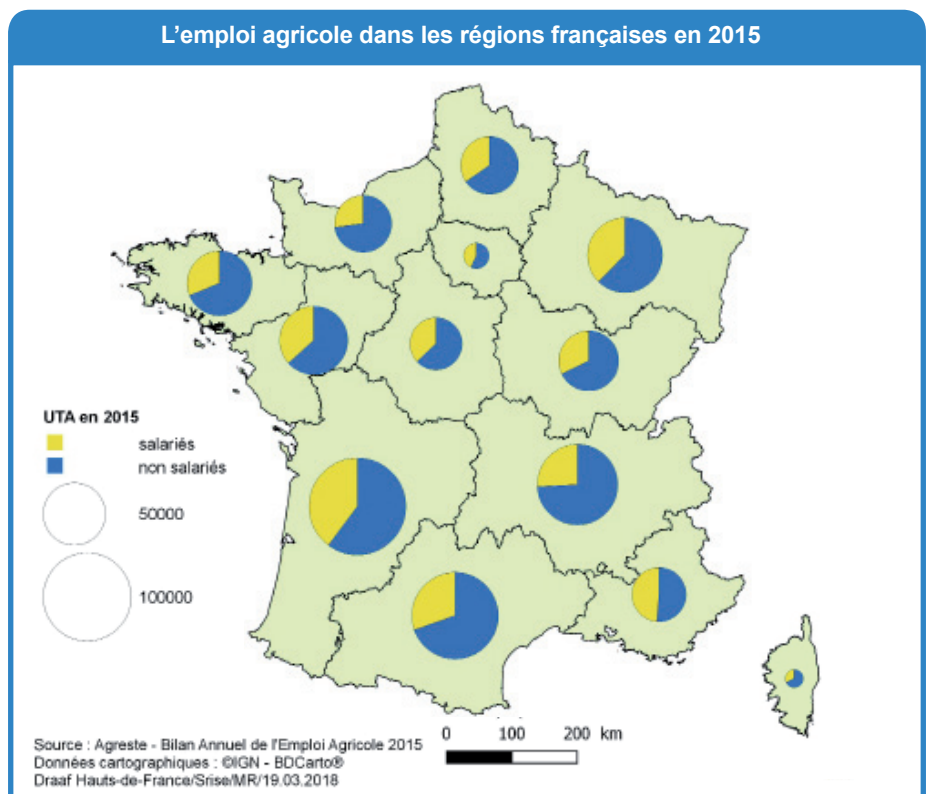 L’emploi agricole dans les régions françaises en 2015
UTA en 2015
salariés
non salariés
50000
100000
0 100 200 km
Source : Agreste - Bilan Annuel de l'Emploi Agricole 2015
Données cartographiques : ©IGN - BDCarto®
Draaf Hauts-de-France/Srise/MR/19.03.2018